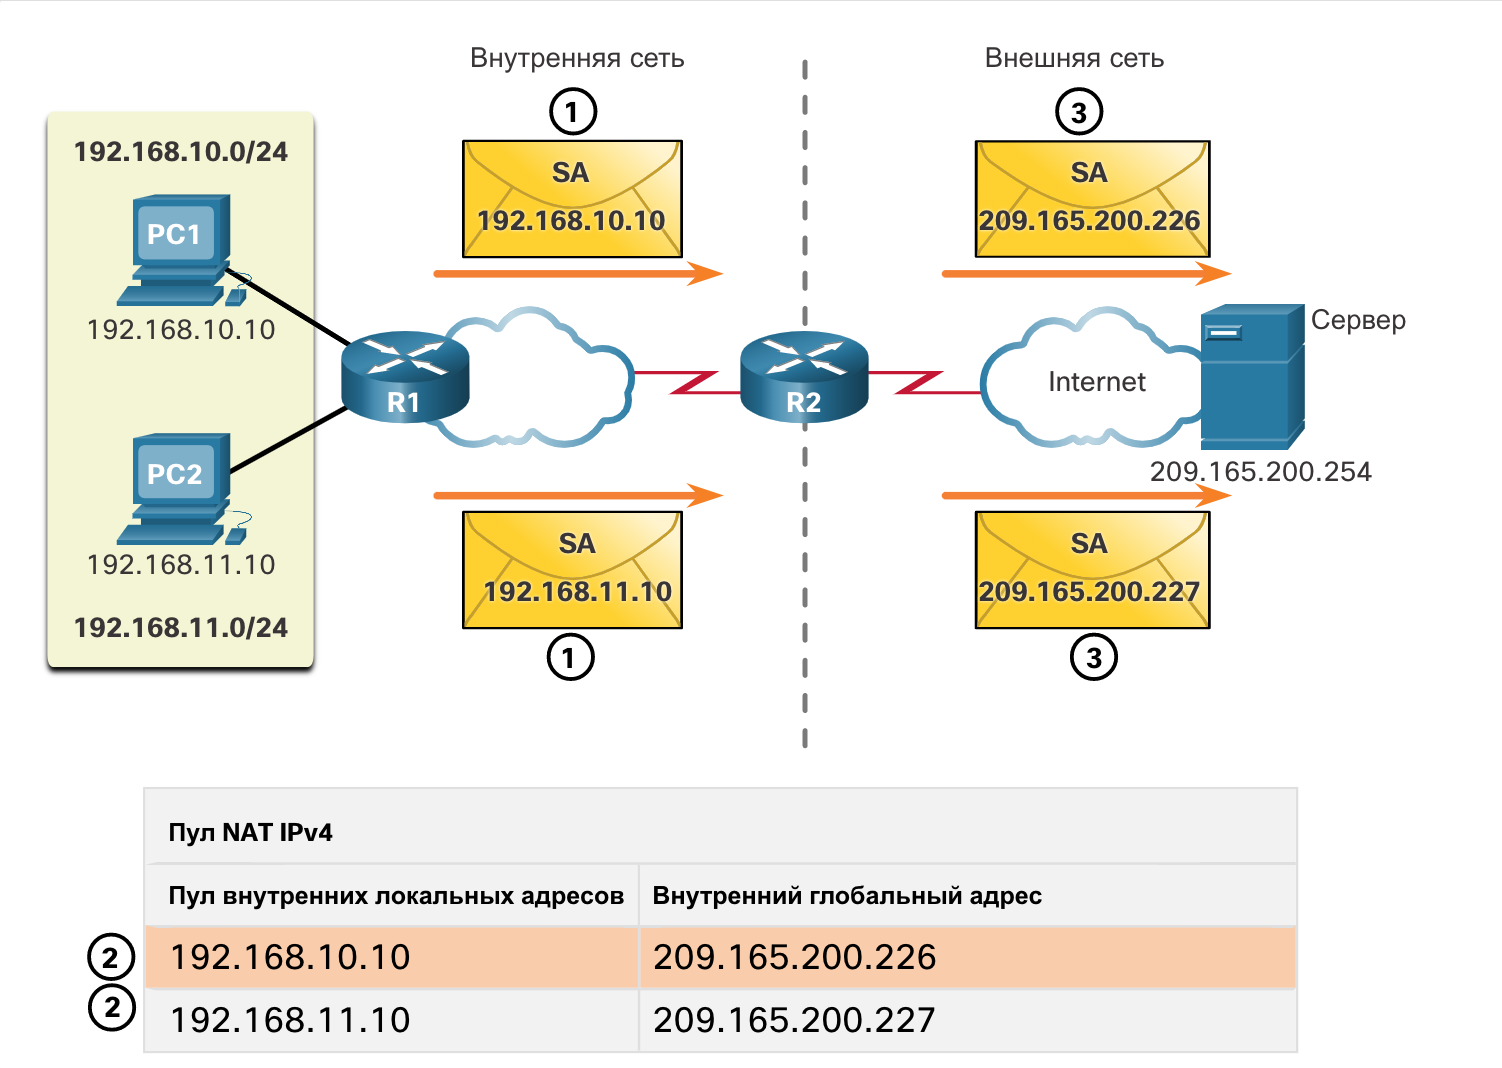 Внутренняя сеть
Внешняя сеть
1
3
192.168.10.0/24
SA
192.168.10.10
SA
209.165.200.226
PC1
192.168.10.10
Сервер
R1
R2
Internet
PC2
209.165.200.254
192.168.11.10
SA
192.168.11.10
SA
209.165.200.227
192.168.11.0/24
1
3
Пул NAT IPv4
Пул внутренних локальных адресов
Внутренний глобальный адрес
2
192.168.10.10
209.165.200.226
2
192.168.11.10
209.165.200.227